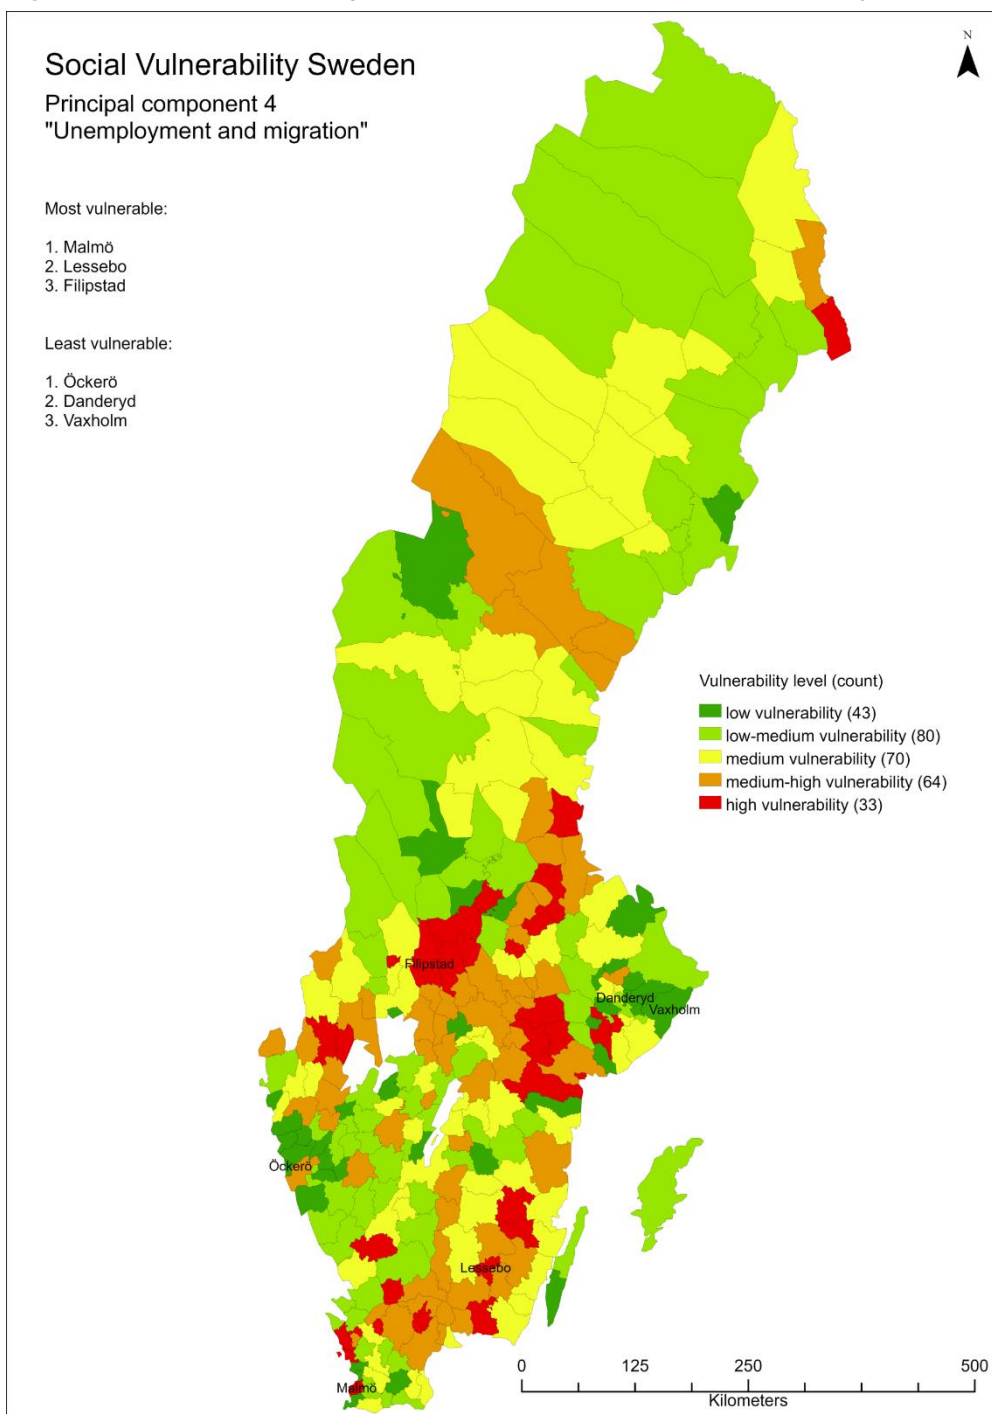 Social Vulnerability Sweden
Principal component 4
"Unemployment and migration"
Most vulnerable:
1. Malmö
2. Lessebo
3. Filipstad
Least vulnerable:
1. Öckerö
2. Danderyd
3. Vaxholm
N
Vulnerability level (count)
low vulnerability (43)
low-medium vulnerability (80)
medium vulnerability (70)
medium-high vulnerability (64)
high vulnerability (33)
Filipstad
Danderyd
Vaxholm
Öckerö
Lessebo
Malmö
0 125 250 500
Kilometers